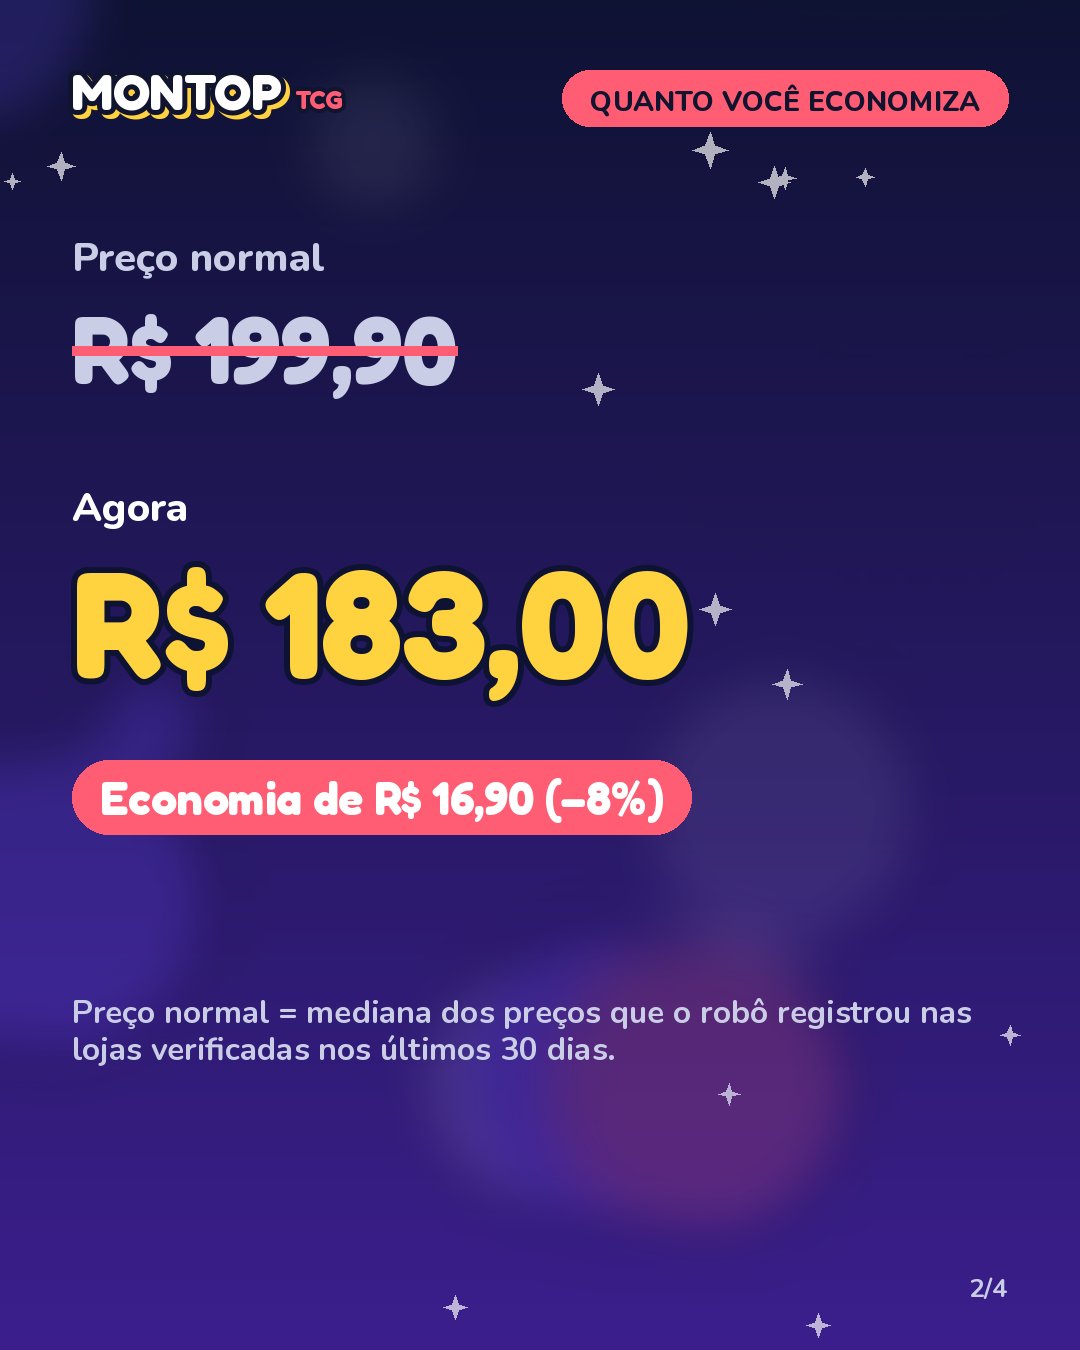 MONTOP TCG
QUANTO VOCÊ ECONOMIZA
Preço normal
R$ 199,90
Agora
R$ 183,00
Economia de R$ 16,90 (–8%)
Preço normal = mediana dos preços que o robô registrou nas
lojas verificadas nos últimos 30 dias.
2/4